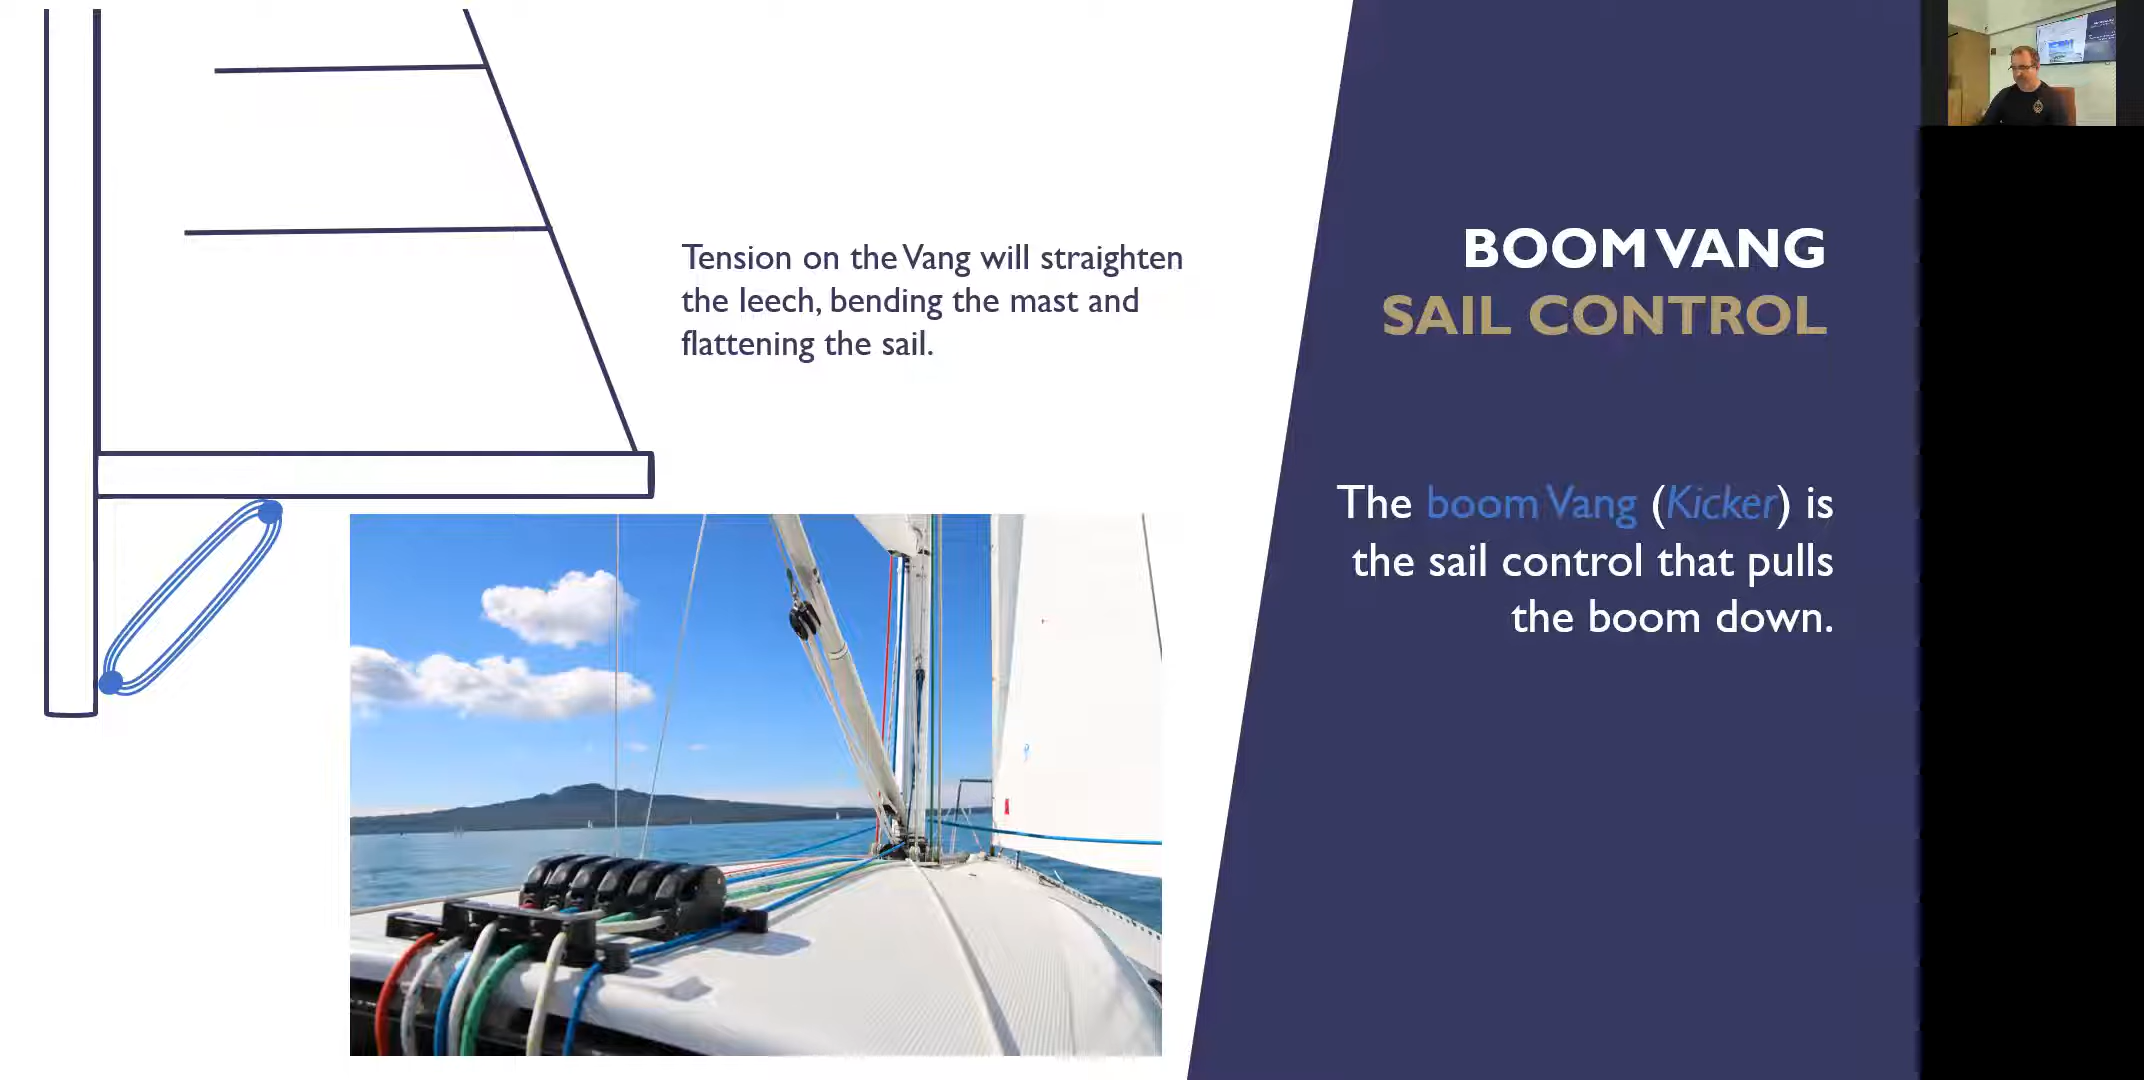 Tension on the Vang will straighten
the leech, bending the mast and
flattening the sail.
BOOM VANG
SAIL CONTROL
The boom Vang (Kicker) is
the sail control that pulls
the boom down.